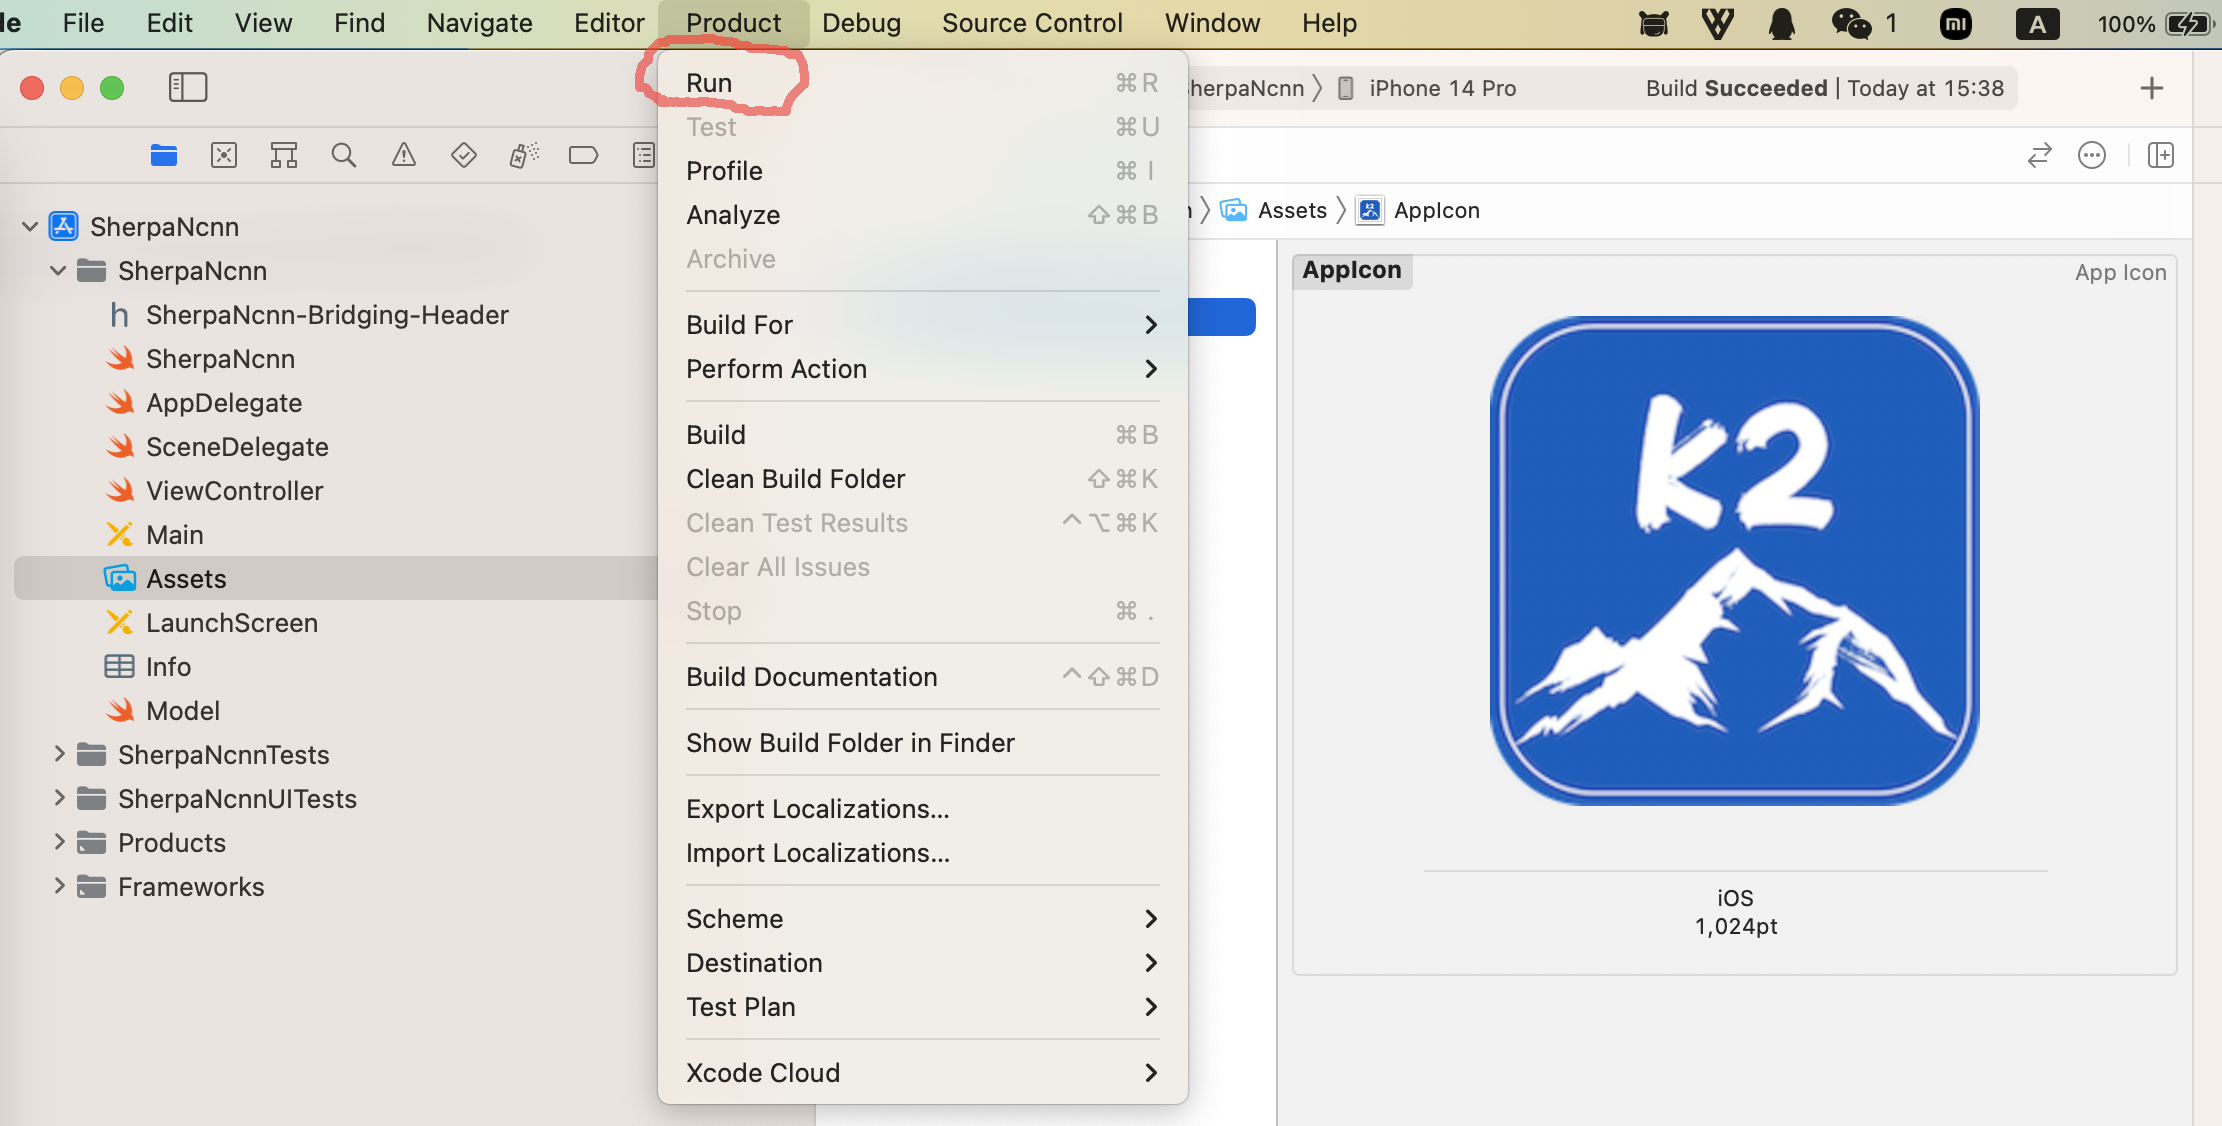 File Edit View Find Navigate Editor Product Debug Source Control Window Help 1 mi A 100%
Run ⌘R
Test ⌘U
Profile ⌘I
Analyze ⇧⌘B
Archive
Build For
Perform Action
Build ⌘B
Clean Build Folder ⇧⌘K
Clean Test Results ^⌥⌘K
Clear All Issues
Stop ⌘.
Build Documentation ^⇧⌘D
Show Build Folder in Finder
Export Localizations...
Import Localizations...
Scheme
Destination
Test Plan
Xcode Cloud
herpaNcnn iPhone 14 Pro Build Succeeded | Today at 15:38
SherpaNcnn
SherpaNcnn
h SherpaNcnn-Bridging-Header
SherpaNcnn
AppDelegate
SceneDelegate
ViewController
Main
Assets
LaunchScreen
Info
Model
SherpaNcnnTests
SherpaNcnnUITests
Products
Frameworks
Assets AppIcon
AppIcon App Icon
K2
iOS
1,024pt